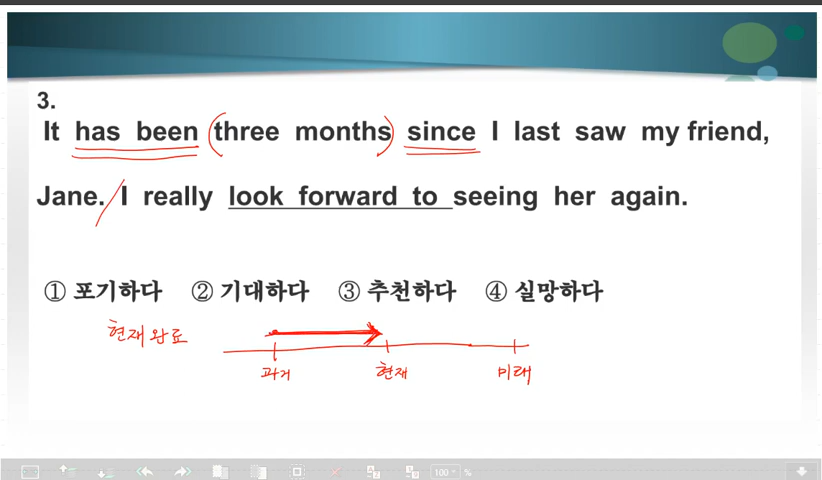 3.
It has been three months since I last saw my friend,
Jane. I really look forward to seeing her again.
① 포기하다 ② 기대하다 ③ 추천하다 ④ 실망하다
현재완료
과거 현재 미래
100 %